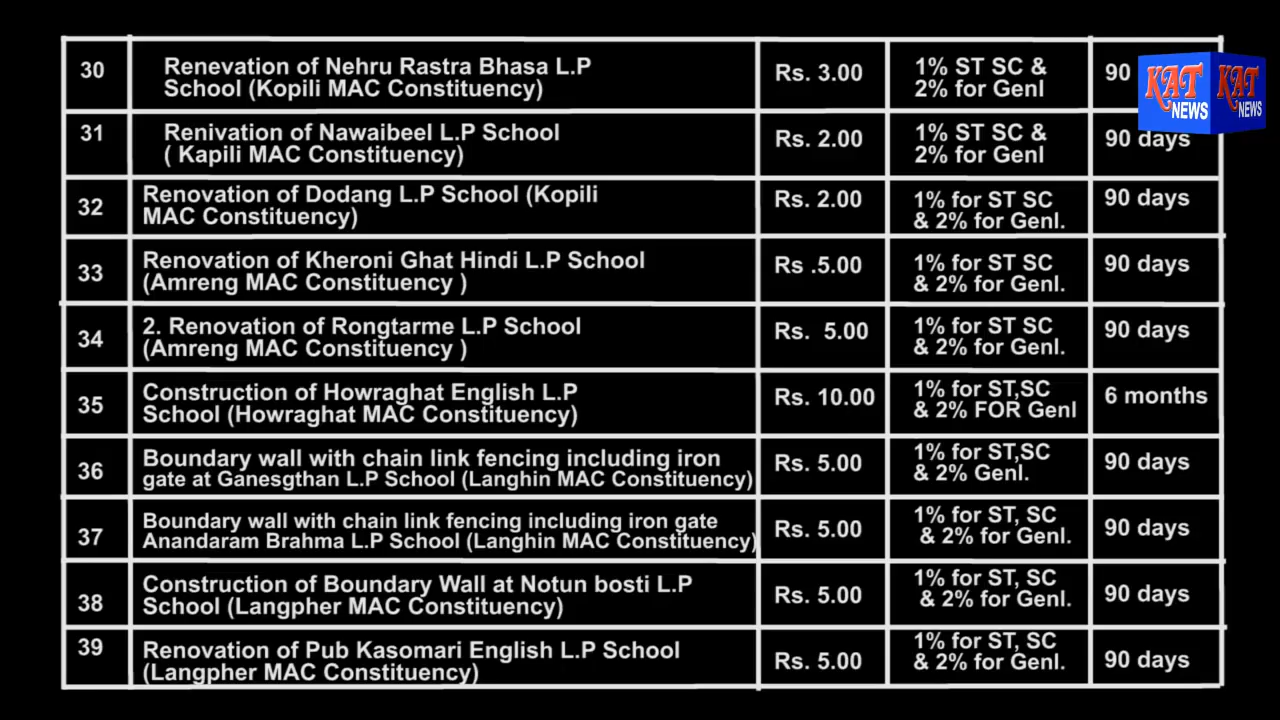 30
Renevation of Nehru Rastra Bhasa L.P
School (Kopili MAC Constituency)
Rs. 3.00
1% ST SC &
2% for Genl
90
KAT
NEWS
KAT
NEWS
31
Renivation of Nawaibeel L.P School
( Kapili MAC Constituency)
Rs. 2.00
1% ST SC &
2% for Genl
90 days
32
Renovation of Dodang L.P School (Kopili
MAC Constituency)
Rs. 2.00
1% for ST SC
& 2% for Genl.
90 days
33
Renovation of Kheroni Ghat Hindi L.P School
(Amreng MAC Constituency )
Rs .5.00
1% for ST SC
& 2% for Genl.
90 days
34
2. Renovation of Rongtarme L.P School
(Amreng MAC Constituency )
Rs. 5.00
1% for ST SC
& 2% for Genl.
90 days
35
Construction of Howraghat English L.P
School (Howraghat MAC Constituency)
Rs. 10.00
1% for ST,SC
& 2% FOR Genl
6 months
36
Boundary wall with chain link fencing including iron
gate at Ganesgthan L.P School (Langhin MAC Constituency)
Rs. 5.00
1% for ST,SC
& 2% Genl.
90 days
37
Boundary wall with chain link fencing including iron gate
Anandaram Brahma L.P School (Langhin MAC Constituency)
Rs. 5.00
1% for ST, SC
& 2% for Genl.
90 days
38
Construction of Boundary Wall at Notun bosti L.P
School (Langpher MAC Constituency)
Rs. 5.00
1% for ST, SC
& 2% for Genl.
90 days
39
Renovation of Pub Kasomari English L.P School
(Langpher MAC Constituency)
Rs. 5.00
1% for ST, SC
& 2% for Genl.
90 days